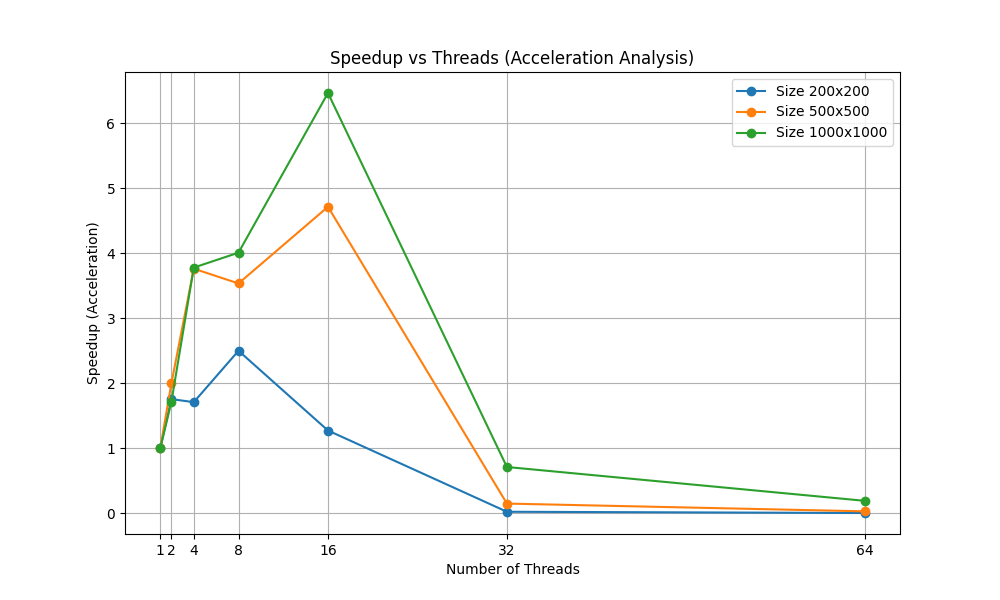 Speedup vs Threads (Acceleration Analysis)
Size 200x200
Size 500x500
Size 1000x1000
Speedup (Acceleration)
6
5
4
3
2
1
0
1 2 4 8 16 32 64
Number of Threads